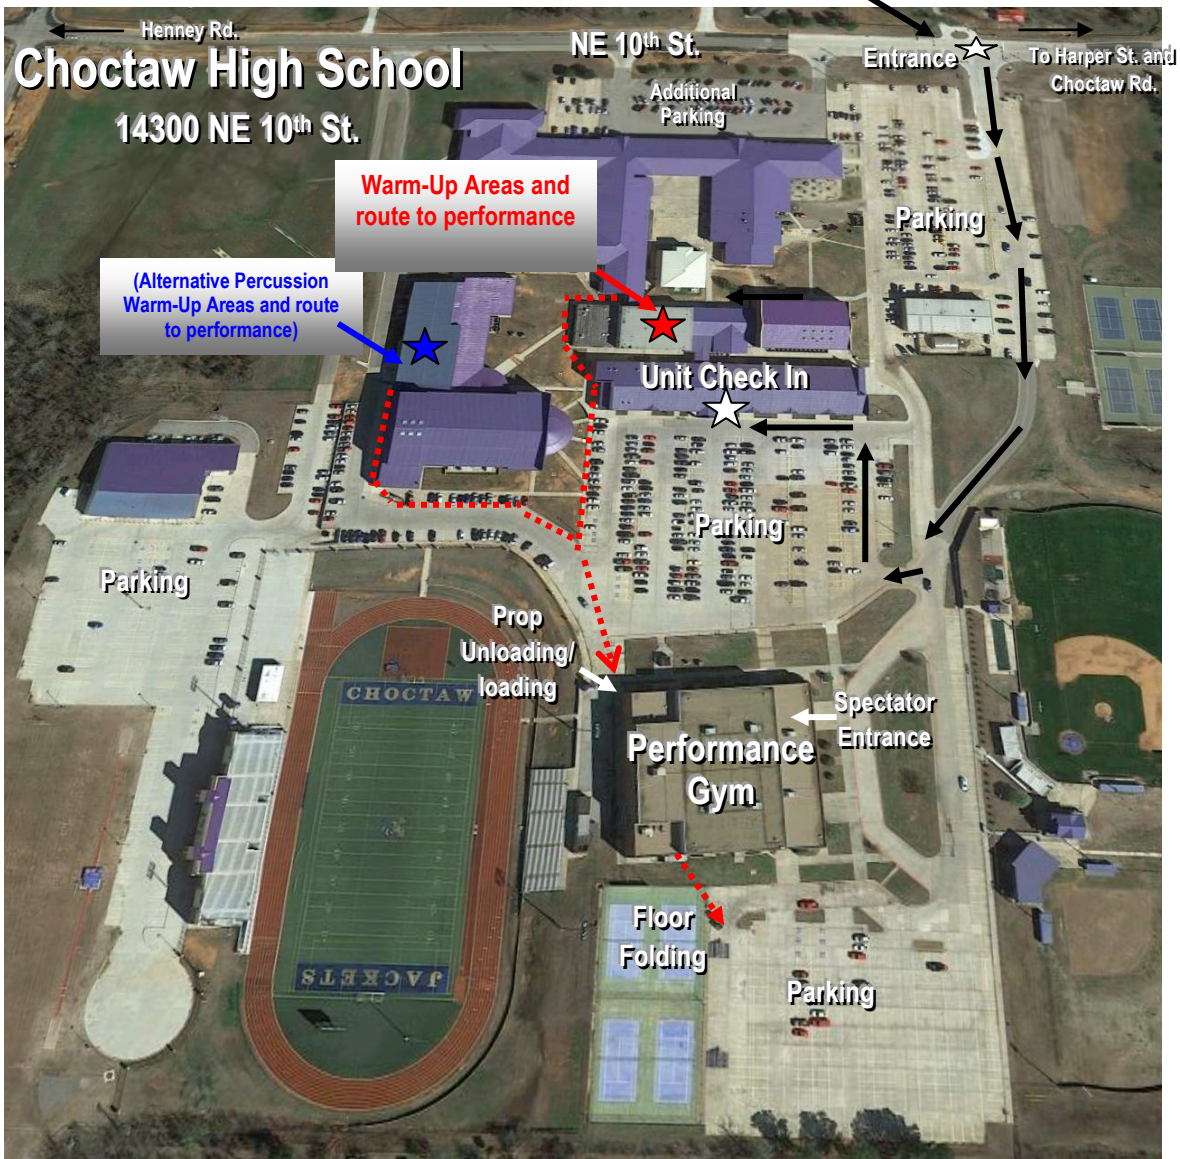 Henney Rd.
NE 10th St.
Entrance
To Harper St. and
Choctaw Rd.
Choctaw High School
14300 NE 10th St.
Additional
Parking
Warm-Up Areas and
route to performance
Parking
(Alternative Percussion
Warm-Up Areas and route
to performance)
Unit Check In
Parking
Parking
Prop
Unloading/
loading
CHOCTAW
Spectator
Entrance
Performance
Gym
Floor
Folding
JACKETS
Parking